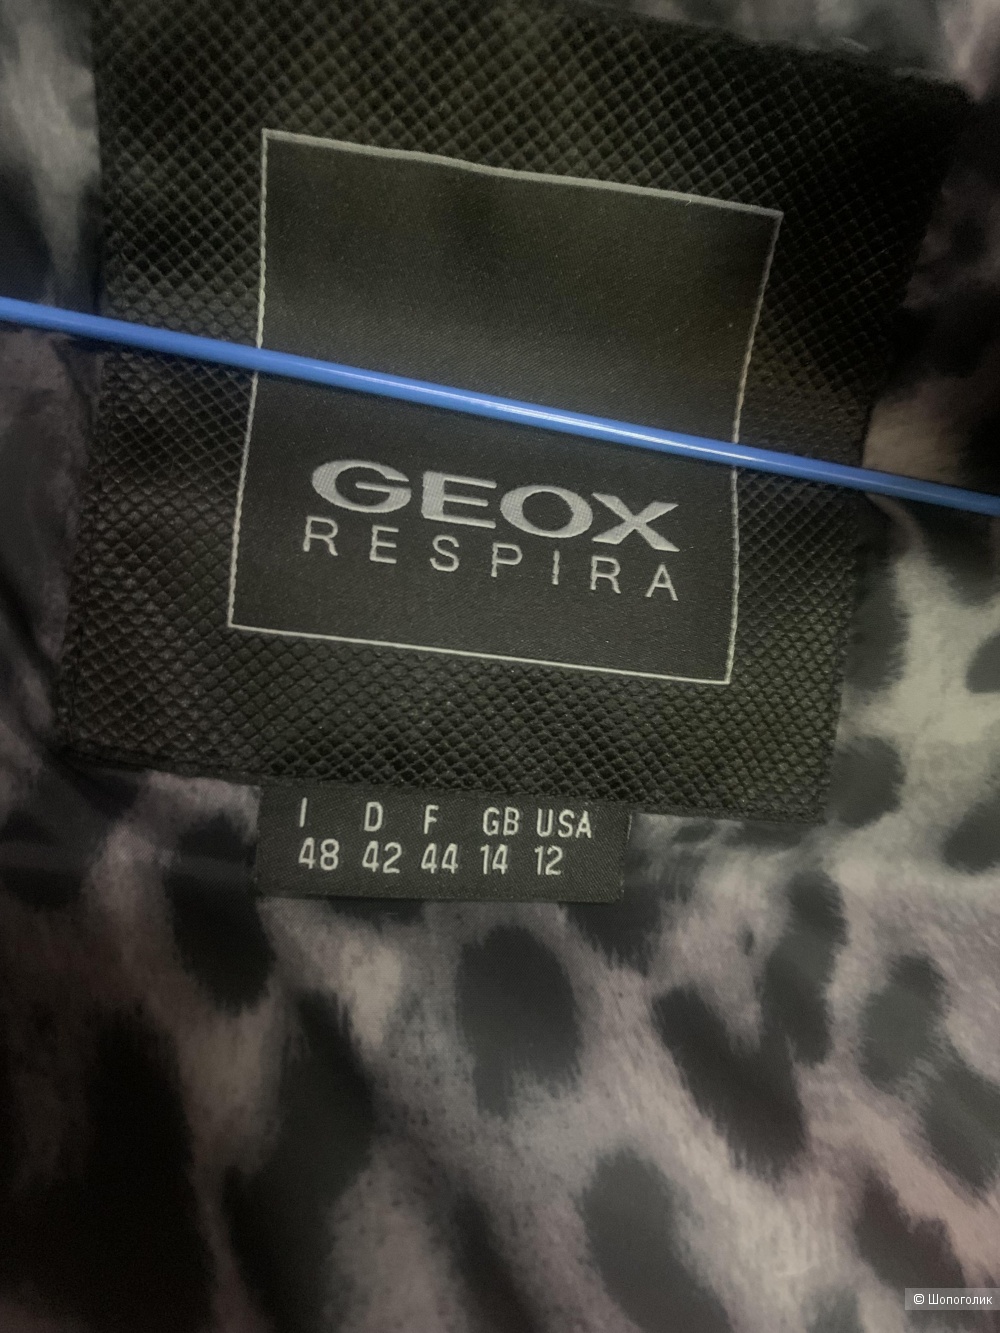 GEOX
RESPIRA
I D F GB USA
48 42 44 14 12
© Шопоголик